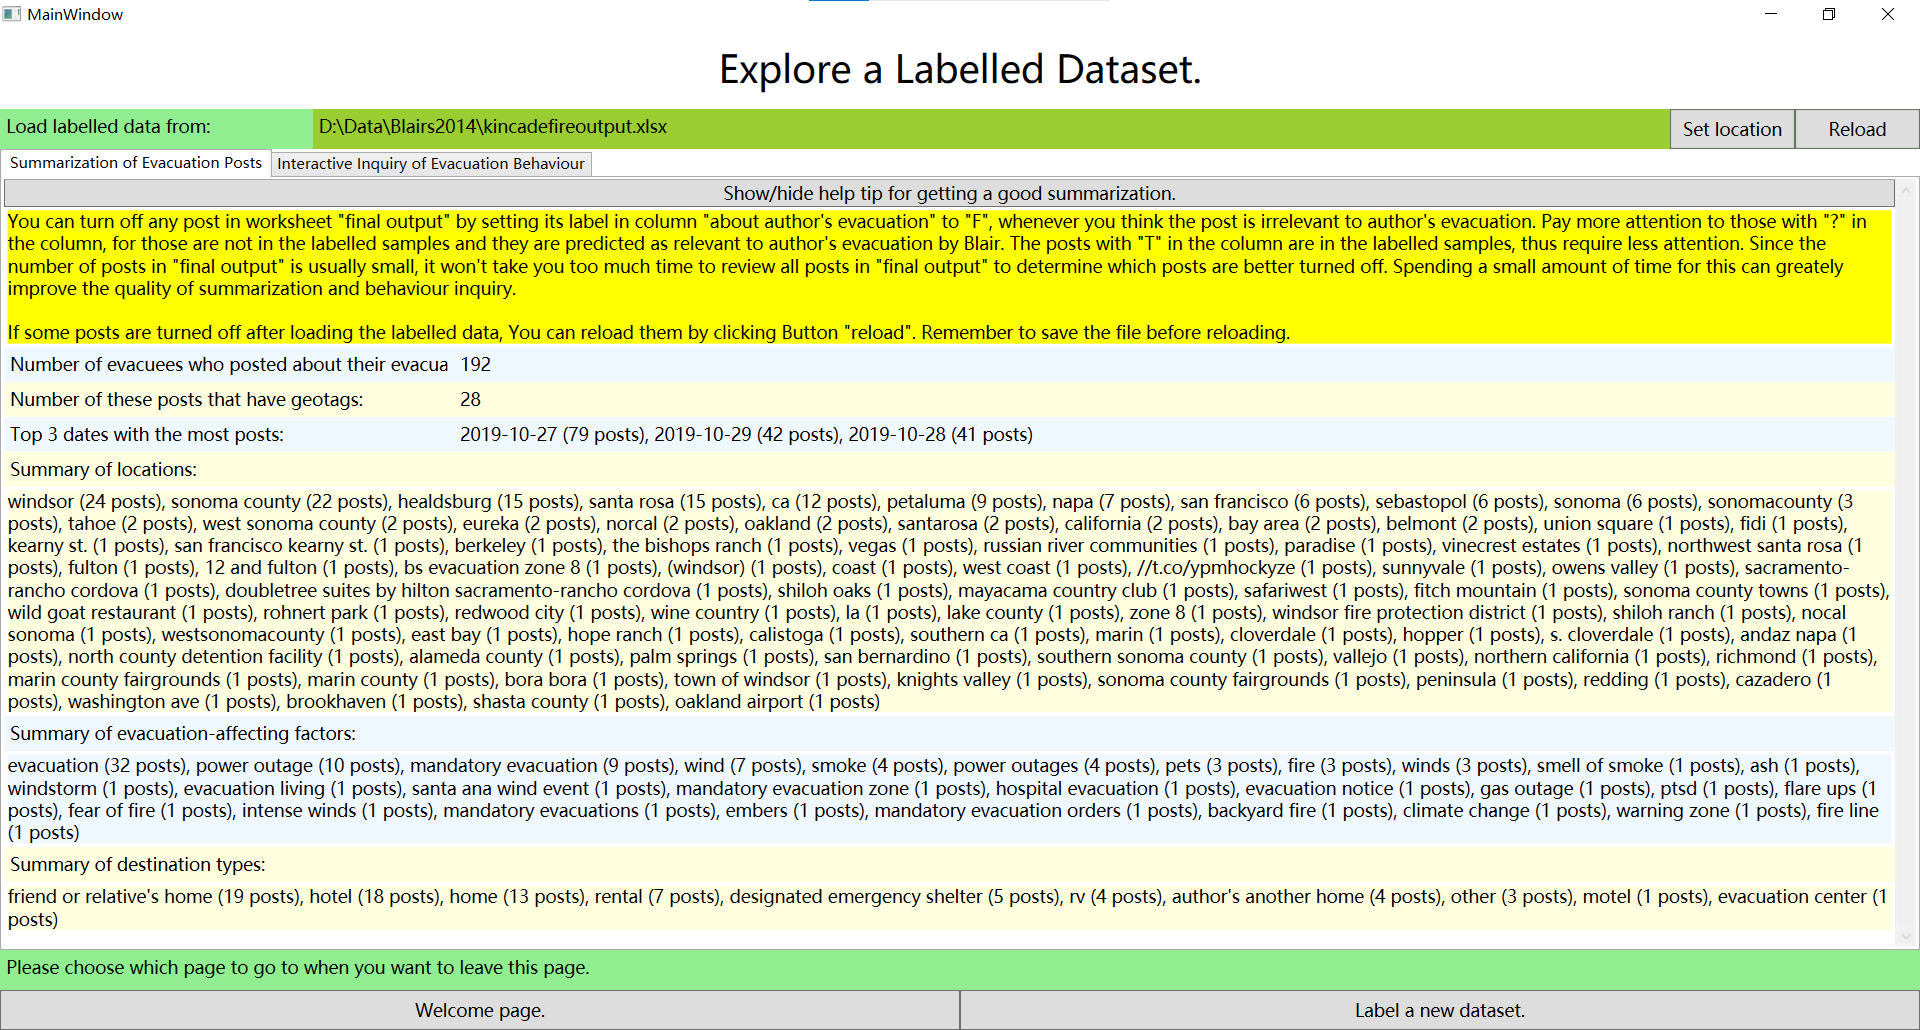 MainWindow
Explore a Labelled Dataset.
Load labelled data from:
D:\Data\Blairs2014\kincadefireoutput.xlsx
Set location
Reload
Summarization of Evacuation Posts
Interactive Inquiry of Evacuation Behaviour
Show/hide help tip for getting a good summarization.
You can turn off any post in worksheet "final output" by setting its label in column "about author's evacuation" to "F", whenever you think the post is irrelevant to author's evacuation. Pay more attention to those with "?" in
the column, for those are not in the labelled samples and they are predicted as relevant to author's evacuation by Blair. The posts with "T" in the column are in the labelled samples, thus require less attention. Since the
number of posts in "final output" is usually small, it won't take you too much time to review all posts in "final output" to determine which posts are better turned off. Spending a small amount of time for this can greately
improve the quality of summarization and behaviour inquiry.
If some posts are turned off after loading the labelled data, You can reload them by clicking Button "reload". Remember to save the file before reloading.
Number of evacuees who posted about their evacua
192
Number of these posts that have geotags:
28
Top 3 dates with the most posts:
2019-10-27 (79 posts), 2019-10-29 (42 posts), 2019-10-28 (41 posts)
Summary of locations:
windsor (24 posts), sonoma county (22 posts), healdsburg (15 posts), santa rosa (15 posts), ca (12 posts), petaluma (9 posts), napa (7 posts), san francisco (6 posts), sebastopol (6 posts), sonoma (6 posts), sonomacounty (3
posts), tahoe (2 posts), west sonoma county (2 posts), eureka (2 posts), norcal (2 posts), oakland (2 posts), santarosa (2 posts), california (2 posts), bay area (2 posts), belmont (2 posts), union square (1 posts), fidi (1 posts),
kearny st. (1 posts), san francisco kearny st. (1 posts), berkeley (1 posts), the bishops ranch (1 posts), vegas (1 posts), russian river communities (1 posts), paradise (1 posts), vinecrest estates (1 posts), northwest santa rosa (1
posts), fulton (1 posts), 12 and fulton (1 posts), bs evacuation zone 8 (1 posts), (windsor) (1 posts), coast (1 posts), west coast (1 posts), //t.co/ypmhockyze (1 posts), sunnyvale (1 posts), owens valley (1 posts), sacramento-
rancho cordova (1 posts), doubletree suites by hilton sacramento-rancho cordova (1 posts), shiloh oaks (1 posts), mayacama country club (1 posts), safariwest (1 posts), fitch mountain (1 posts), sonoma county towns (1 posts),
wild goat restaurant (1 posts), rohnert park (1 posts), redwood city (1 posts), wine country (1 posts), la (1 posts), lake county (1 posts), zone 8 (1 posts), windsor fire protection district (1 posts), shiloh ranch (1 posts), nocal
sonoma (1 posts), westsonomacounty (1 posts), east bay (1 posts), hope ranch (1 posts), calistoga (1 posts), southern ca (1 posts), marin (1 posts), cloverdale (1 posts), hopper (1 posts), s. cloverdale (1 posts), andaz napa (1
posts), north county detention facility (1 posts), alameda county (1 posts), palm springs (1 posts), san bernardino (1 posts), southern sonoma county (1 posts), vallejo (1 posts), northern california (1 posts), richmond (1 posts),
marin county fairgrounds (1 posts), marin county (1 posts), bora bora (1 posts), town of windsor (1 posts), knights valley (1 posts), sonoma county fairgrounds (1 posts), peninsula (1 posts), redding (1 posts), cazadero (1
posts), washington ave (1 posts), brookhaven (1 posts), shasta county (1 posts), oakland airport (1 posts)
Summary of evacuation-affecting factors:
evacuation (32 posts), power outage (10 posts), mandatory evacuation (9 posts), wind (7 posts), smoke (4 posts), power outages (4 posts), pets (3 posts), fire (3 posts), winds (3 posts), smell of smoke (1 posts), ash (1 posts),
windstorm (1 posts), evacuation living (1 posts), santa ana wind event (1 posts), mandatory evacuation zone (1 posts), hospital evacuation (1 posts), evacuation notice (1 posts), gas outage (1 posts), ptsd (1 posts), flare ups (1
posts), fear of fire (1 posts), intense winds (1 posts), mandatory evacuations (1 posts), embers (1 posts), mandatory evacuation orders (1 posts), backyard fire (1 posts), climate change (1 posts), warning zone (1 posts), fire line
(1 posts)
Summary of destination types:
friend or relative's home (19 posts), hotel (18 posts), home (13 posts), rental (7 posts), designated emergency shelter (5 posts), rv (4 posts), author's another home (4 posts), other (3 posts), motel (1 posts), evacuation center (1
posts)
Please choose which page to go to when you want to leave this page.
Welcome page.
Label a new dataset.